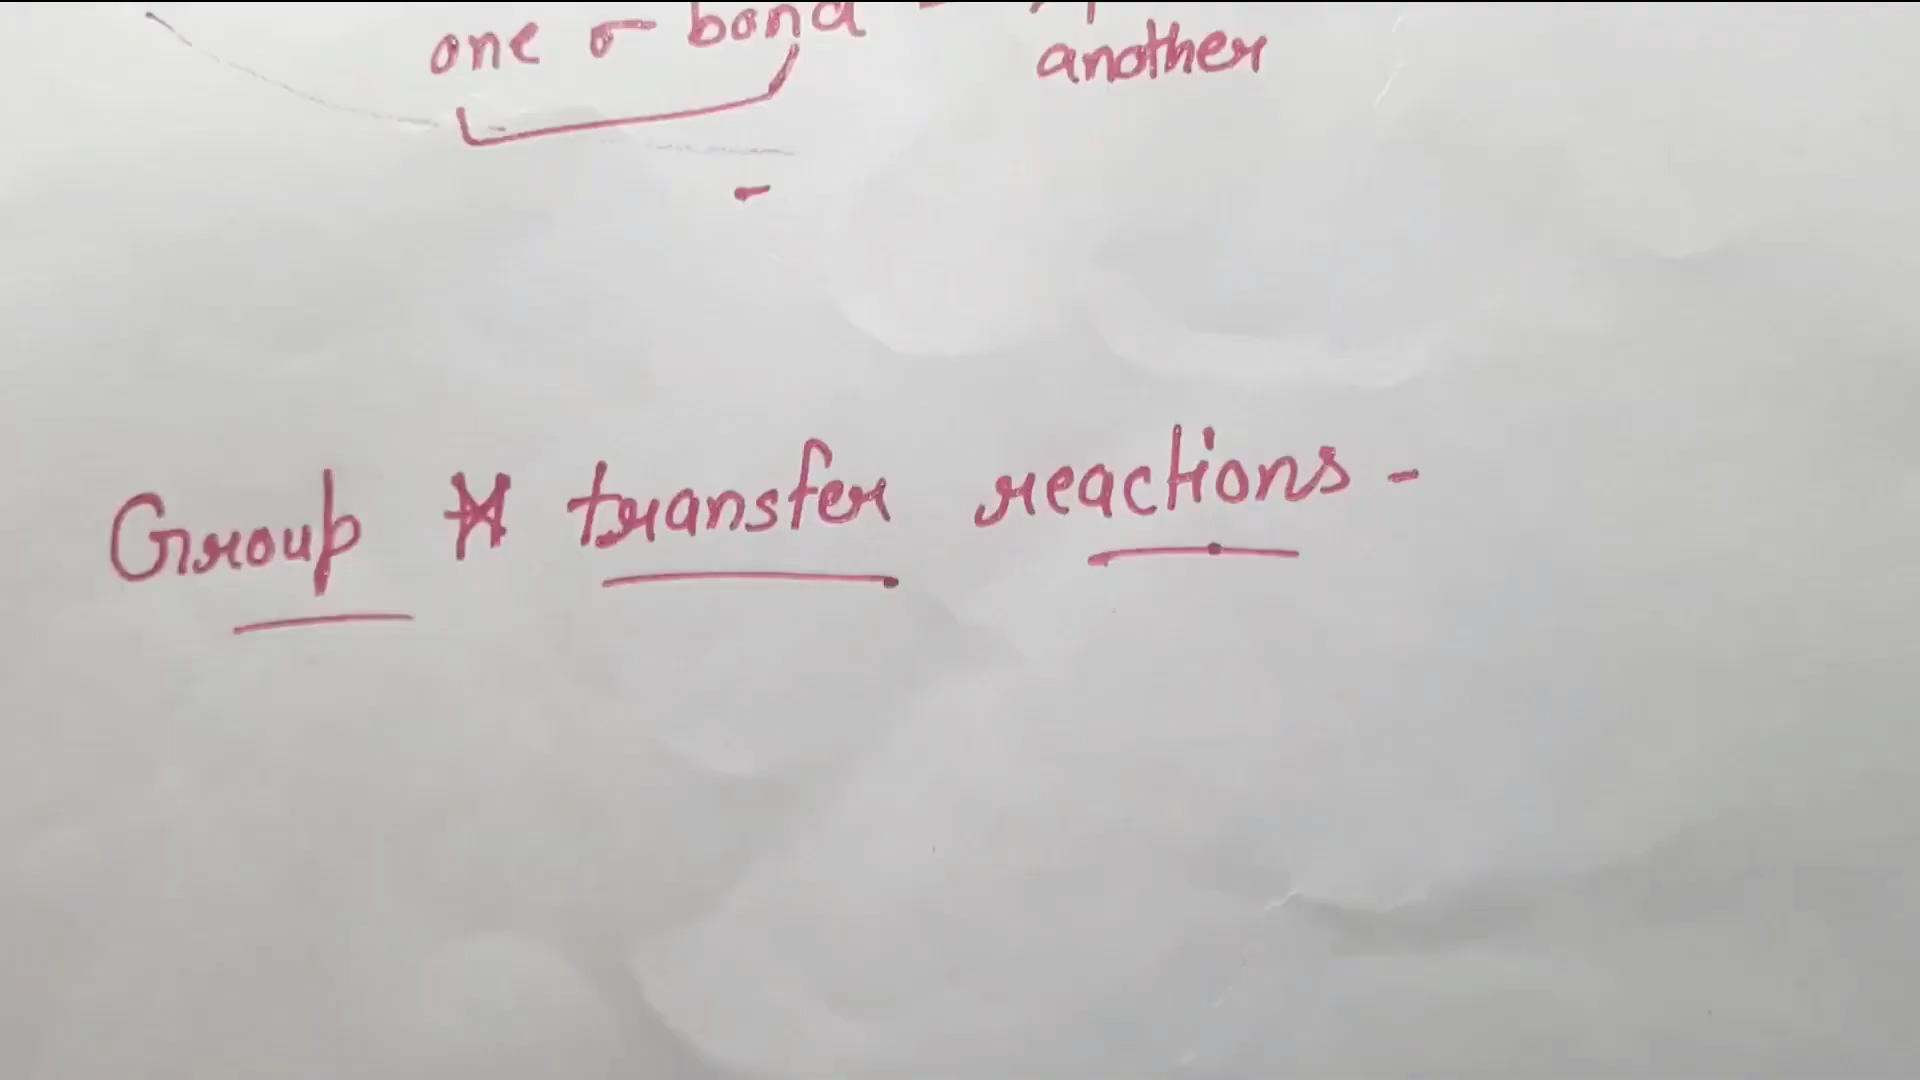 one σ bond -
another
Group transfer reactions -